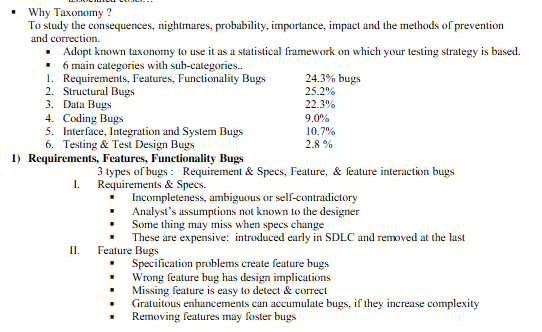 ▪ Why Taxonomy ?
To study the consequences, nightmares, probability, importance, impact and the methods of prevention
and correction.
▪ Adopt known taxonomy to use it as a statistical framework on which your testing strategy is based.
▪ 6 main categories with sub-categories..
1. Requirements, Features, Functionality Bugs 24.3% bugs
2. Structural Bugs 25.2%
3. Data Bugs 22.3%
4. Coding Bugs 9.0%
5. Interface, Integration and System Bugs 10.7%
6. Testing & Test Design Bugs 2.8 %
1) Requirements, Features, Functionality Bugs
3 types of bugs : Requirement & Specs, Feature, & feature interaction bugs
I. Requirements & Specs.
▪ Incompleteness, ambiguous or self-contradictory
▪ Analyst's assumptions not known to the designer
▪ Some thing may miss when specs change
▪ These are expensive: introduced early in SDLC and removed at the last
II. Feature Bugs
▪ Specification problems create feature bugs
▪ Wrong feature bug has design implications
▪ Missing feature is easy to detect & correct
▪ Gratuitous enhancements can accumulate bugs, if they increase complexity
▪ Removing features may foster bugs